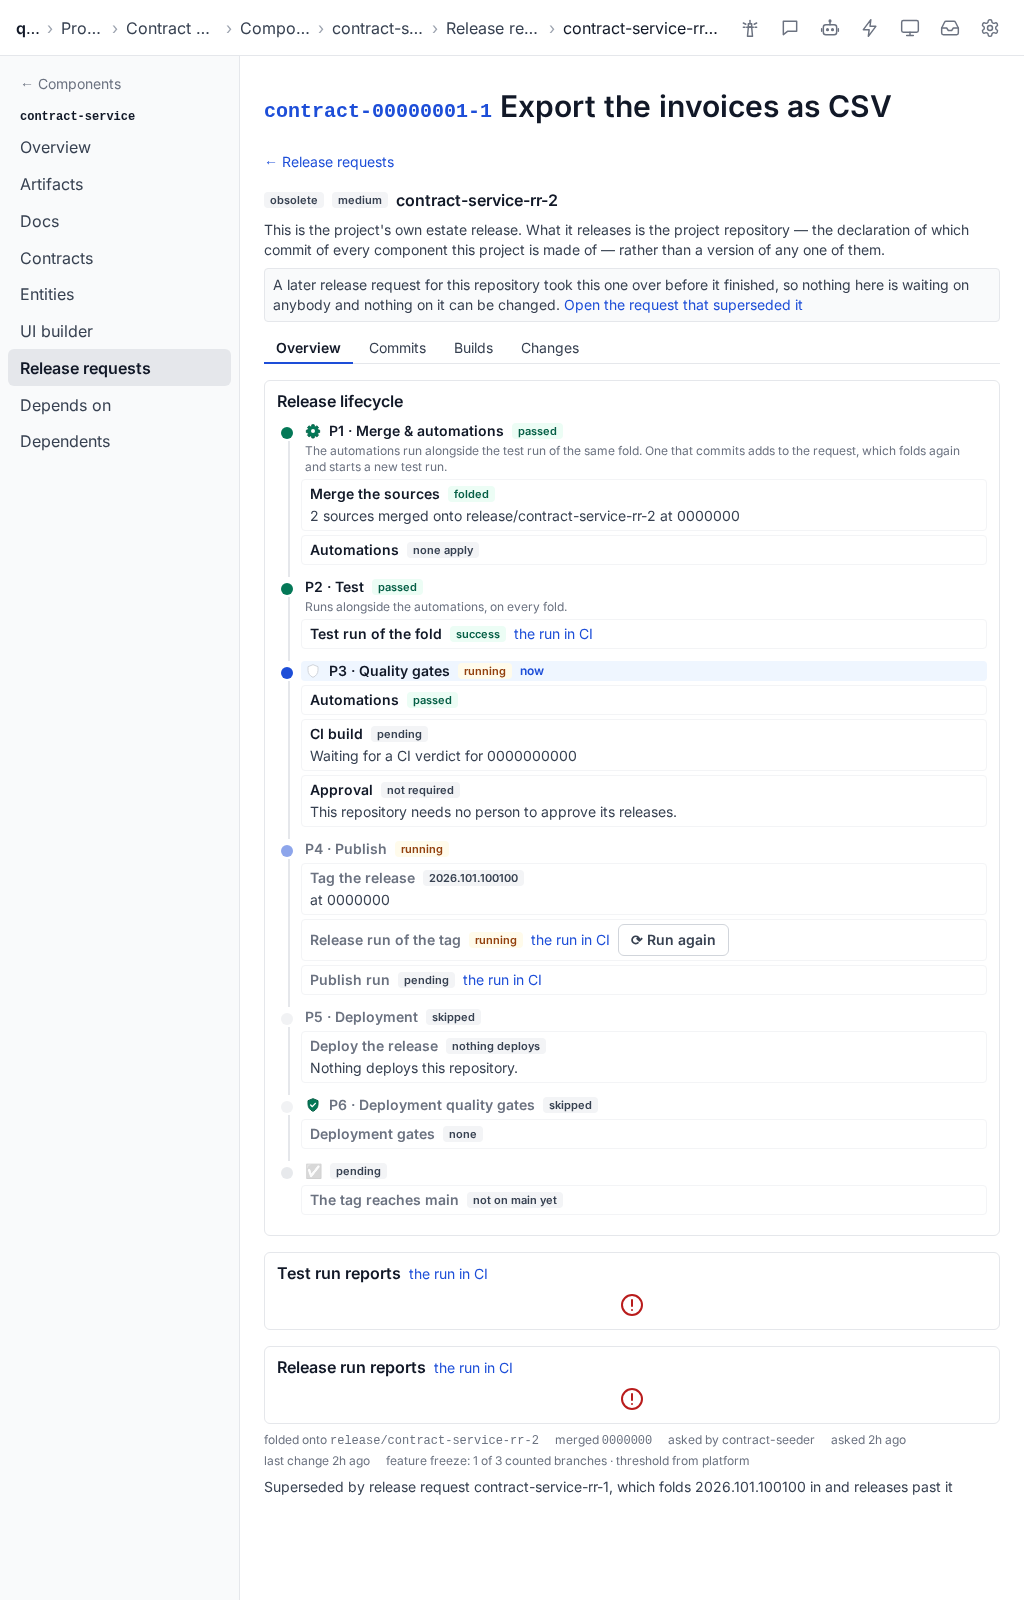 q... › Pro... › Contract ... › Compo... › contract-s... › Release re... › contract-service-rr...
← Components
contract-service
Overview
Artifacts
Docs
Contracts
Entities
UI builder
Release requests
Depends on
Dependents
contract-00000001-1 Export the invoices as CSV
← Release requests
obsolete medium contract-service-rr-2
This is the project's own estate release. What it releases is the project repository — the declaration of which
commit of every component this project is made of — rather than a version of any one of them.
A later release request for this repository took this one over before it finished, so nothing here is waiting on
anybody and nothing on it can be changed. Open the request that superseded it
Overview Commits Builds Changes
Release lifecycle
P1 · Merge & automations passed
The automations run alongside the test run of the same fold. One that commits adds to the request, which folds again
and starts a new test run.
Merge the sources folded
2 sources merged onto release/contract-service-rr-2 at 0000000
Automations none apply
P2 · Test passed
Runs alongside the automations, on every fold.
Test run of the fold success the run in CI
P3 · Quality gates running now
Automations passed
CI build pending
Waiting for a CI verdict for 0000000000
Approval not required
This repository needs no person to approve its releases.
P4 · Publish running
Tag the release 2026.101.100100
at 0000000
Release run of the tag running the run in CI ⟳ Run again
Publish run pending the run in CI
P5 · Deployment skipped
Deploy the release nothing deploys
Nothing deploys this repository.
P6 · Deployment quality gates skipped
Deployment gates none
pending
The tag reaches main not on main yet
Test run reports the run in CI
Release run reports the run in CI
folded onto release/contract-service-rr-2 merged 0000000 asked by contract-seeder asked 2h ago
last change 2h ago feature freeze: 1 of 3 counted branches · threshold from platform
Superseded by release request contract-service-rr-1, which folds 2026.101.100100 in and releases past it